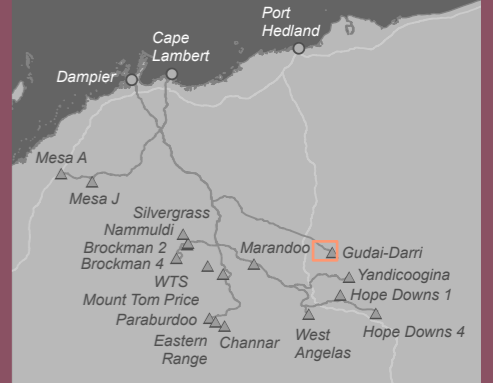 Port
Hedland
Cape
Lambert
Dampier
Mesa A
Mesa J
Silvergrass
Nammuldi
Brockman 2
Brockman 4
Marandoo
Gudai-Darri
WTS
Yandicoogina
Mount Tom Price
Hope Downs 1
Paraburdoo
Eastern
Range
Channar
West
Angelas
Hope Downs 4